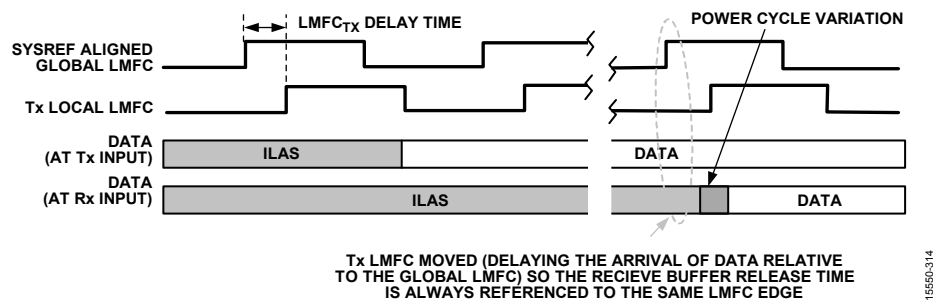 LMFCTX DELAY TIME
POWER CYCLE VARIATION
SYSREF ALIGNED
GLOBAL LMFC
Tx LOCAL LMFC
DATA
(AT Tx INPUT)
ILAS
DATA
DATA
(AT Rx INPUT)
ILAS
DATA
Tx LMFC MOVED (DELAYING THE ARRIVAL OF DATA RELATIVE
TO THE GLOBAL LMFC) SO THE RECIEVE BUFFER RELEASE TIME
IS ALWAYS REFERENCED TO THE SAME LMFC EDGE
15550-314